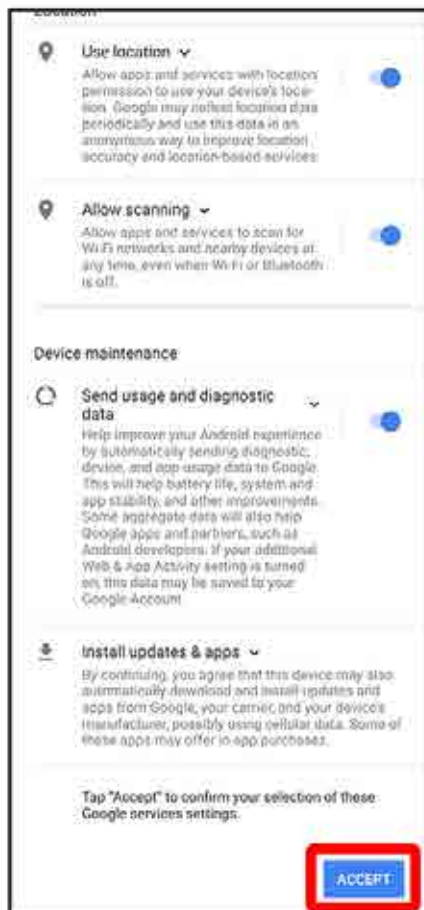 Location
Use location
Allow apps and services with location
permission to use your device's loca-
tion. Google may collect location data
periodically and use this data in an
anonymous way to improve location
accuracy and location-based services.
Allow scanning
Allow apps and services to scan for
Wi-Fi networks and nearby devices at
any time, even when Wi-Fi or Bluetooth
is off.
Device maintenance
Send usage and diagnostic
data
Help improve your Android experience
by automatically sending diagnostic,
device, and app usage data to Google.
This will help battery life, system and
app stability, and other improvements.
Some aggregate data will also help
Google apps and partners, such as
Android developers. If your additional
Web & App Activity setting is turned
on, this data may be saved to your
Google Account.
Install updates & apps
By continuing, you agree that this device may also
automatically download and install updates and
apps from Google, your carrier, and your device's
manufacturer, possibly using cellular data. Some of
these apps may offer in-app purchases.
Tap "Accept" to confirm your selection of these
Google services settings.
ACCEPT